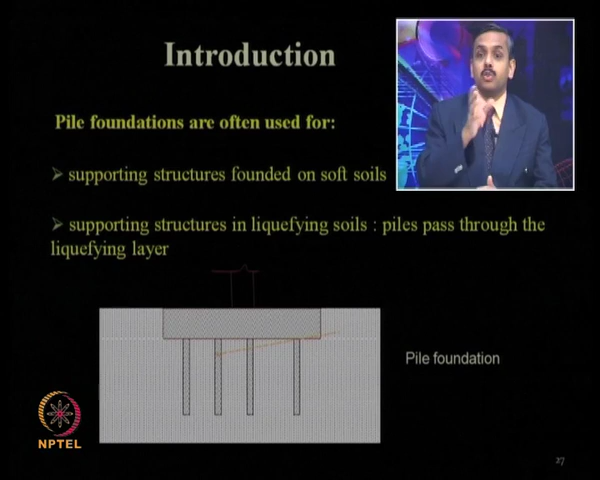 Introduction
Pile foundations are often used for:
➢ supporting structures founded on soft soils
➢ supporting structures in liquefying soils : piles pass through the
liquefying layer
Pile foundation
NPTEL
27